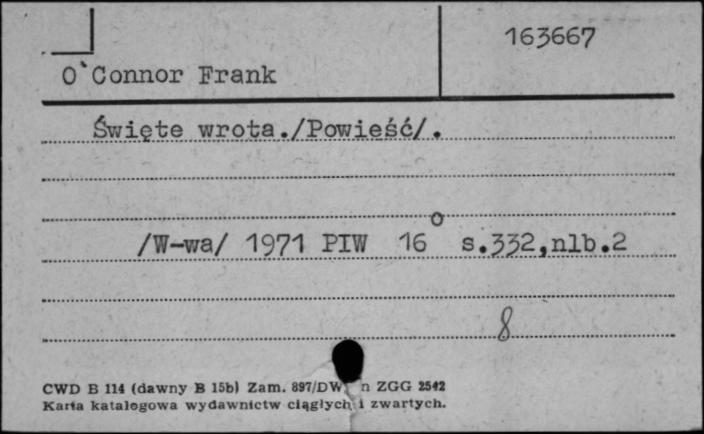 163667
O'Connor Frank
Święte wrota./Powieść/.
/W-wa/ 1971 PIW 16° s.332,nlb.2
8
CWD B 114 (dawny B 15b) Zam. 897/DW n ZGG 2542
Karta katalogowa wydawnictw ciągłych i zwartych.